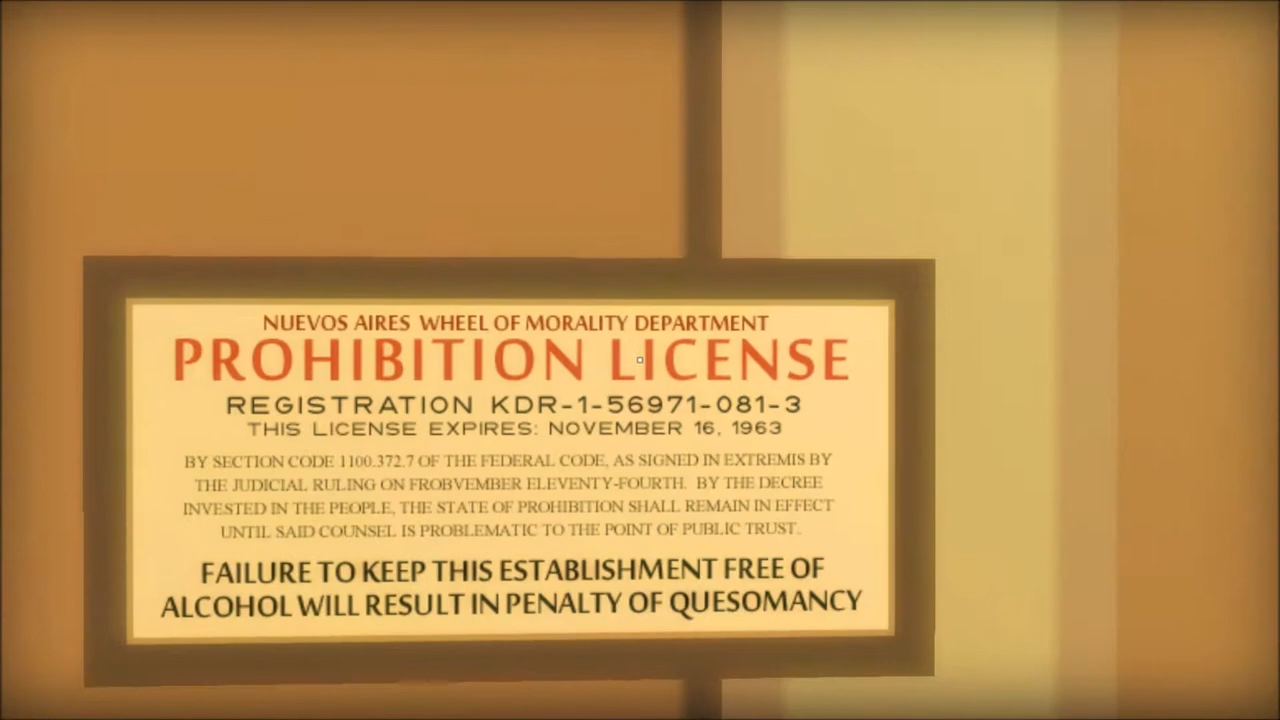 NUEVOS AIRES WHEEL OF MORALITY DEPARTMENT
PROHIBITION LICENSE
REGISTRATION KDR-1-56971-081-3
THIS LICENSE EXPIRES: NOVEMBER 16, 1963
BY SECTION CODE 1100.372.7 OF THE FEDERAL CODE, AS SIGNED IN EXTREMIS BY
THE JUDICIAL RULING ON FROBVEMBER ELEVENTY-FOURTH. BY THE DECREE
INVESTED IN THE PEOPLE, THE STATE OF PROHIBITION SHALL REMAIN IN EFFECT
UNTIL SAID COUNSEL IS PROBLEMATIC TO THE POINT OF PUBLIC TRUST.
FAILURE TO KEEP THIS ESTABLISHMENT FREE OF
ALCOHOL WILL RESULT IN PENALTY OF QUESOMANCY